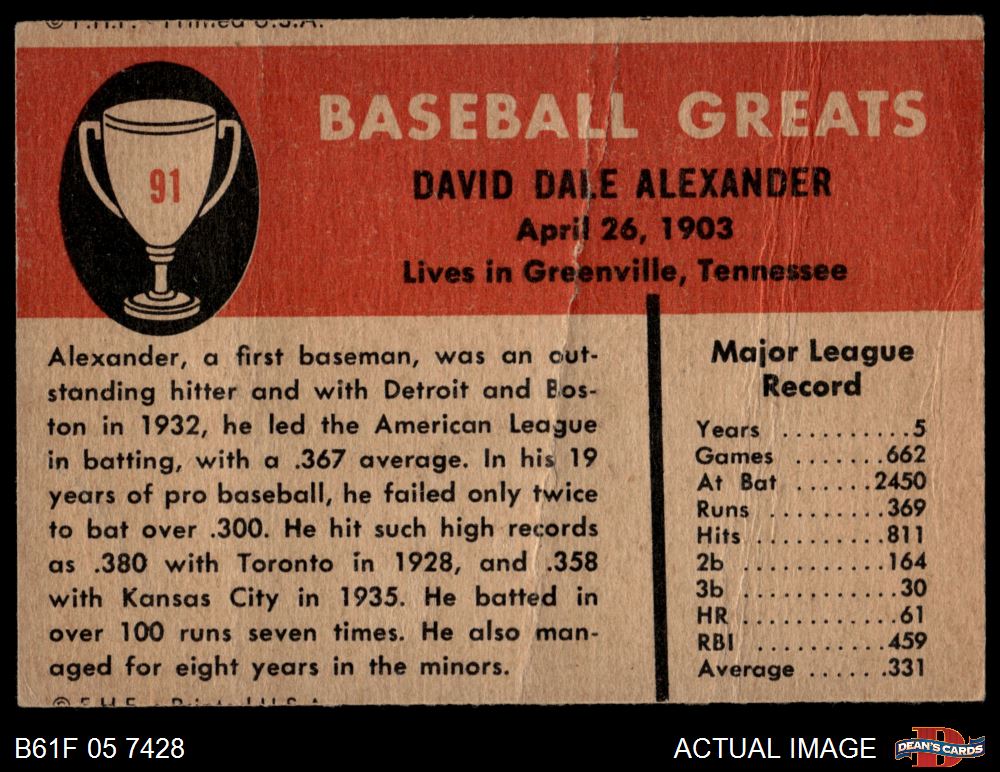 © F.H.F. - Printed U.S.A.
BASEBALL GREATS
91
DAVID DALE ALEXANDER
April 26, 1903
Lives in Greenville, Tennessee
Alexander, a first baseman, was an out-
standing hitter and with Detroit and Bos-
ton in 1932, he led the American League
in batting, with a .367 average. In his 19
years of pro baseball, he failed only twice
to bat over .300. He hit such high records
as .380 with Toronto in 1928, and .358
with Kansas City in 1935. He batted in
over 100 runs seven times. He also man-
aged for eight years in the minors.
Major League
Record
Years ..........5
Games .......662
At Bat ......2450
Runs .........369
Hits ..........811
2b ...........164
3b ............30
HR ............61
RBI ..........459
Average ......331
© F.H.F. - Printed U.S.A.
B61F 05 7428
ACTUAL IMAGE
D
DEAN'S CARDS